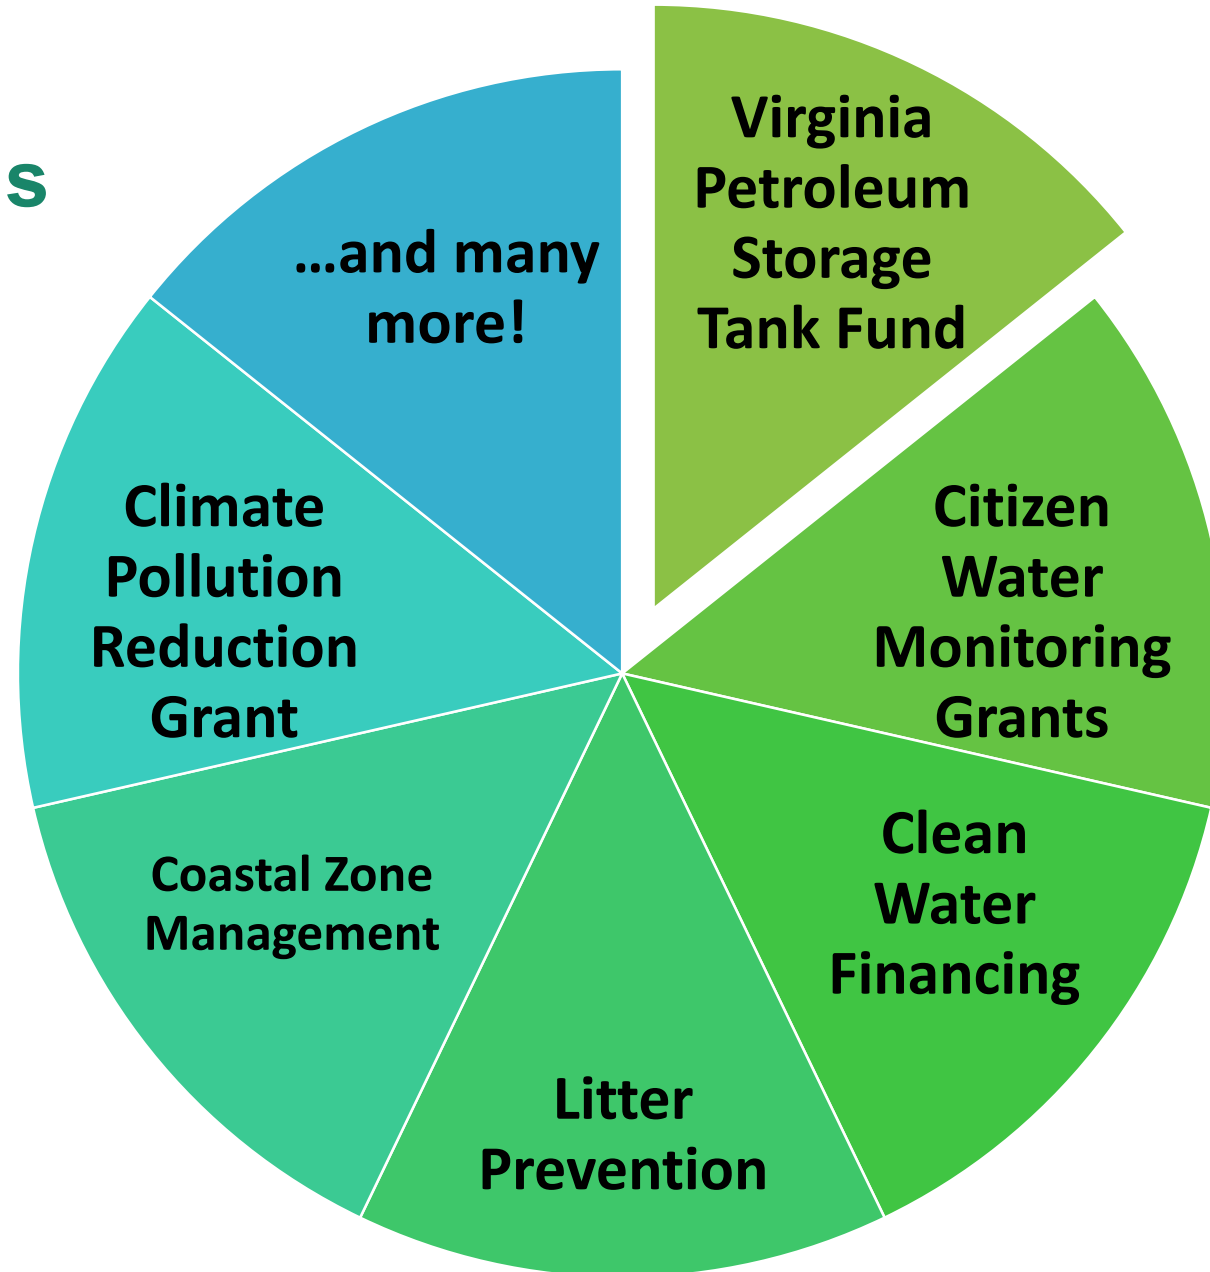 s
Virginia
Petroleum
Storage
Tank Fund
Citizen
Water
Monitoring
Grants
Clean
Water
Financing
Litter
Prevention
Coastal Zone
Management
Climate
Pollution
Reduction
Grant
...and many
more!